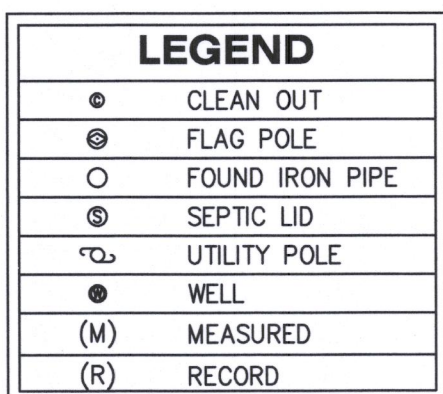 LEGEND
© CLEAN OUT
FLAG POLE
FOUND IRON PIPE
Ⓢ SEPTIC LID
UTILITY POLE
Ⓦ WELL
(M) MEASURED
(R) RECORD